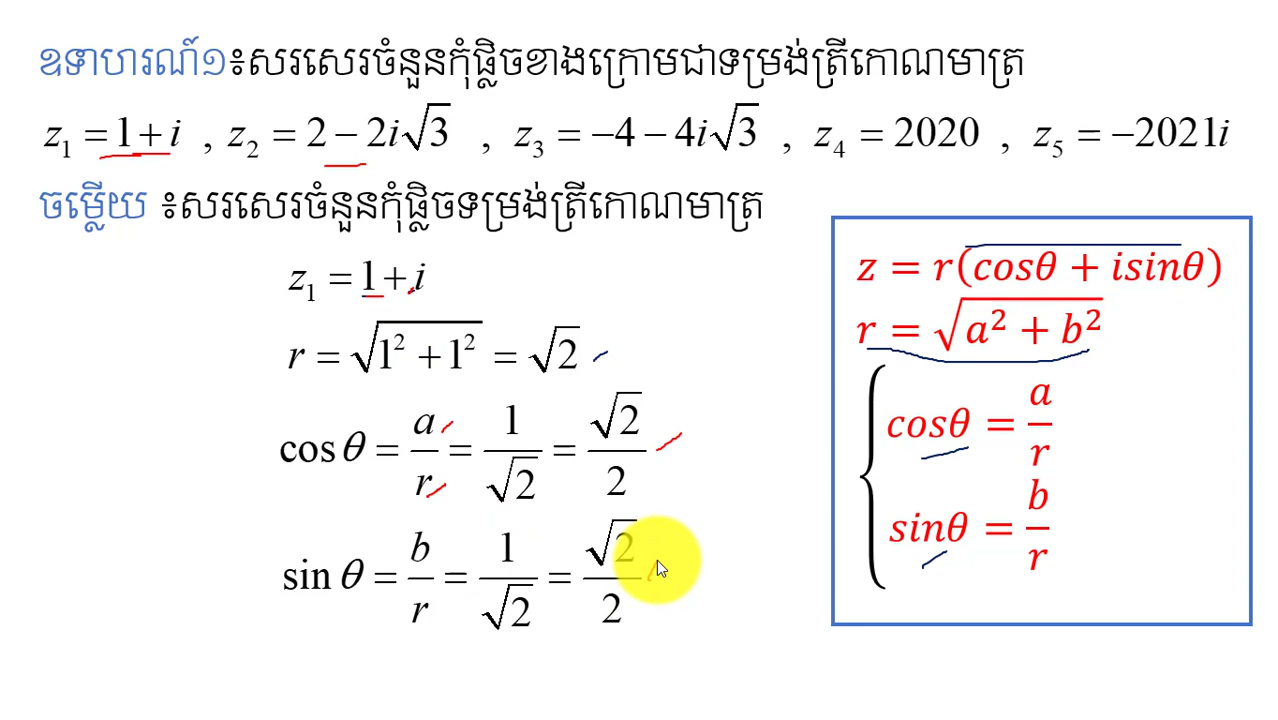 ឧទាហរណ៍១៖សរសេរចំនួនកុំផ្លិចខាងក្រោមជាទម្រង់ត្រីកោណមាត្រ
z₁ = 1 + i , z₂ = 2 − 2i√3 , z₃ = −4 − 4i√3 , z₄ = 2020 , z₅ = −2021i
ចម្លើយ ៖សរសេរចំនួនកុំផ្លិចទម្រង់ត្រីកោណមាត្រ
z₁ = 1 + i
r = √(1² + 1²) = √2
cos θ = a/r = 1/√2 = √2/2
sin θ = b/r = 1/√2 = √2/2
z = r(cosθ + isinθ)
r = √(a² + b²)
cosθ = a/r
sinθ = b/r